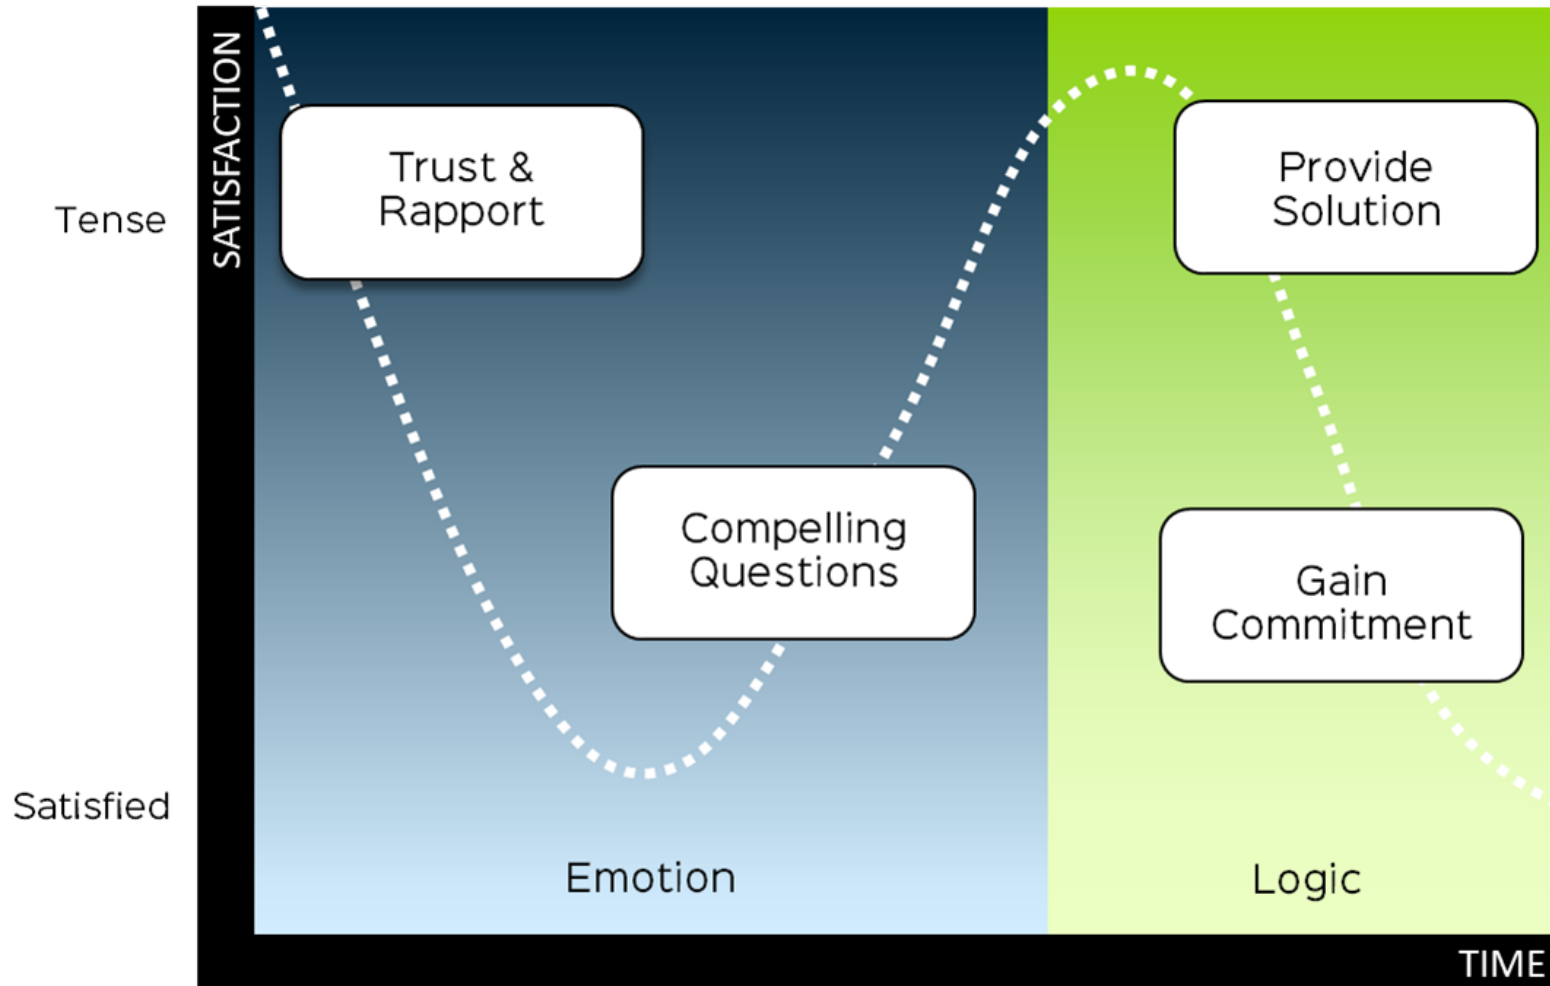 SATISFACTION
Tense
Satisfied
Trust &
Rapport
Compelling
Questions
Provide
Solution
Gain
Commitment
Emotion
Logic
TIME